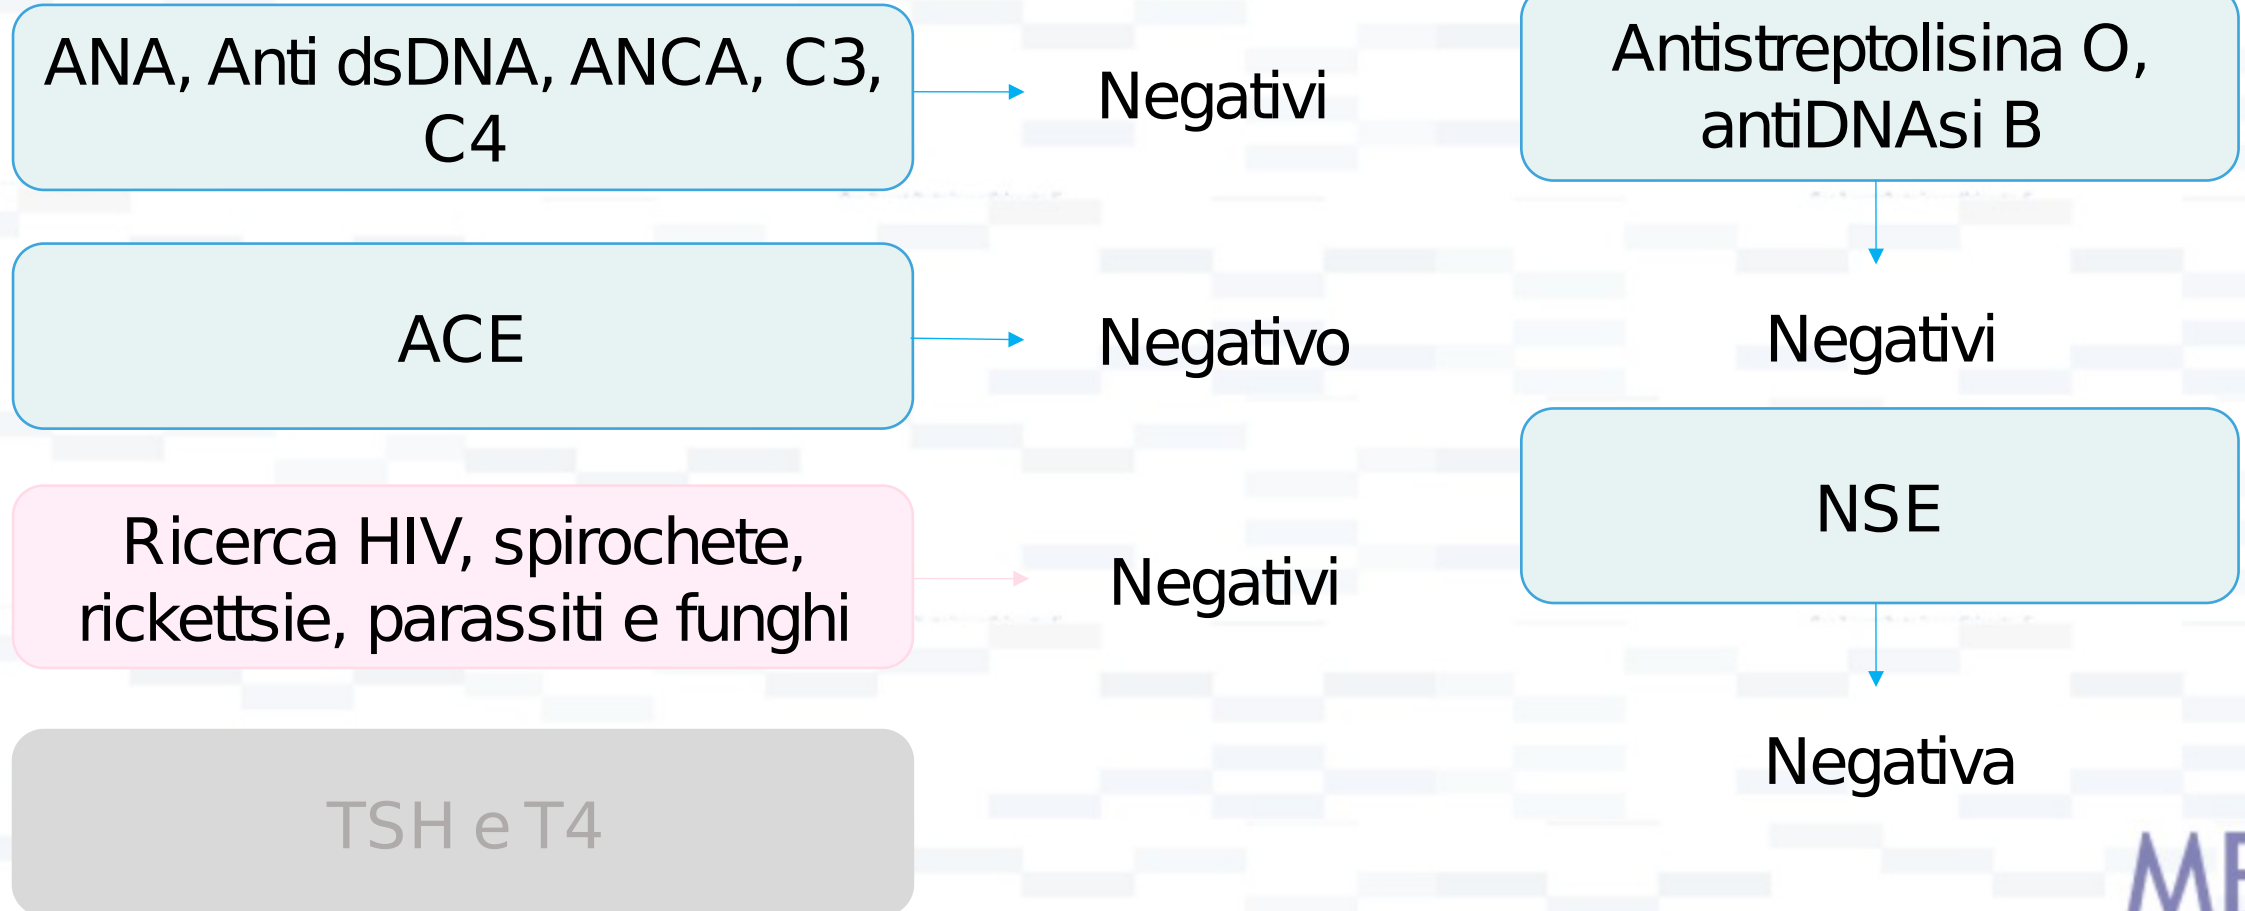 ANA, Anti dsDNA, ANCA, C3,
C4
Negativi
ACE
Negativo
Ricerca HIV, spirochete,
rickettsie, parassiti e funghi
Negativi
TSH e T4
Antistreptolisina O,
antiDNAsi B
Negativi
NSE
Negativa